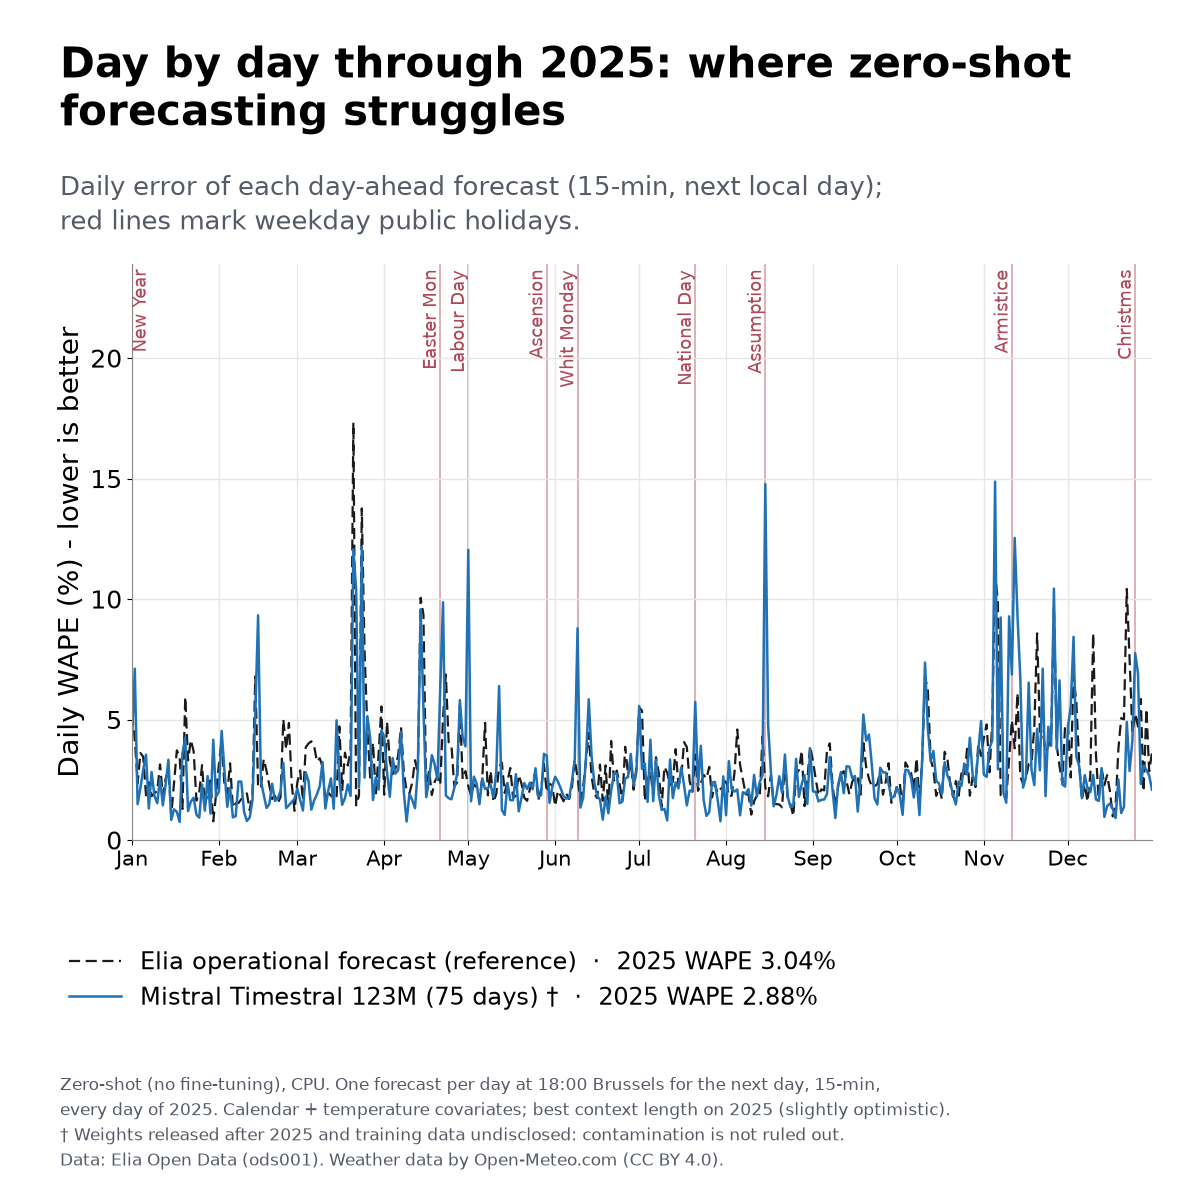 Day by day through 2025: where zero-shot
forecasting struggles
Daily error of each day-ahead forecast (15-min, next local day);
red lines mark weekday public holidays.
New Year
Easter Mon
Labour Day
Ascension
Whit Monday
National Day
Assumption
Armistice
Christmas
Daily WAPE (%) - lower is better
20
15
10
5
0
Jan Feb Mar Apr May Jun Jul Aug Sep Oct Nov Dec
Elia operational forecast (reference) · 2025 WAPE 3.04%
Mistral Timestral 123M (75 days) † · 2025 WAPE 2.88%
Zero-shot (no fine-tuning), CPU. One forecast per day at 18:00 Brussels for the next day, 15-min,
every day of 2025. Calendar + temperature covariates; best context length on 2025 (slightly optimistic).
† Weights released after 2025 and training data undisclosed: contamination is not ruled out.
Data: Elia Open Data (ods001). Weather data by Open-Meteo.com (CC BY 4.0).